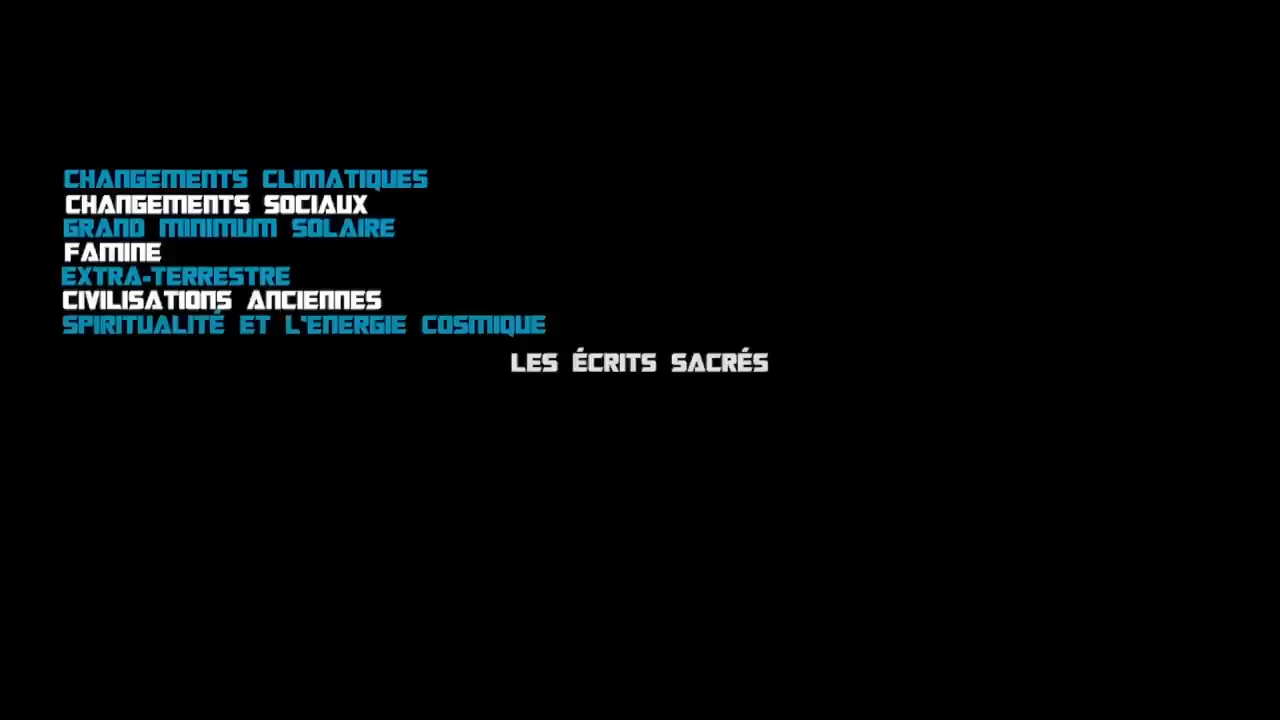 CHANGEMENTS CLIMATIQUES
CHANGEMENTS SOCIAUX
GRAND MINIMUM SOLAIRE
FAMINE
EXTRA-TERRESTRE
CIVILISATIONS ANCIENNES
SPIRITUALITÉ ET L'ENERGIE COSMIQUE
LES ÉCRITS SACRÉS